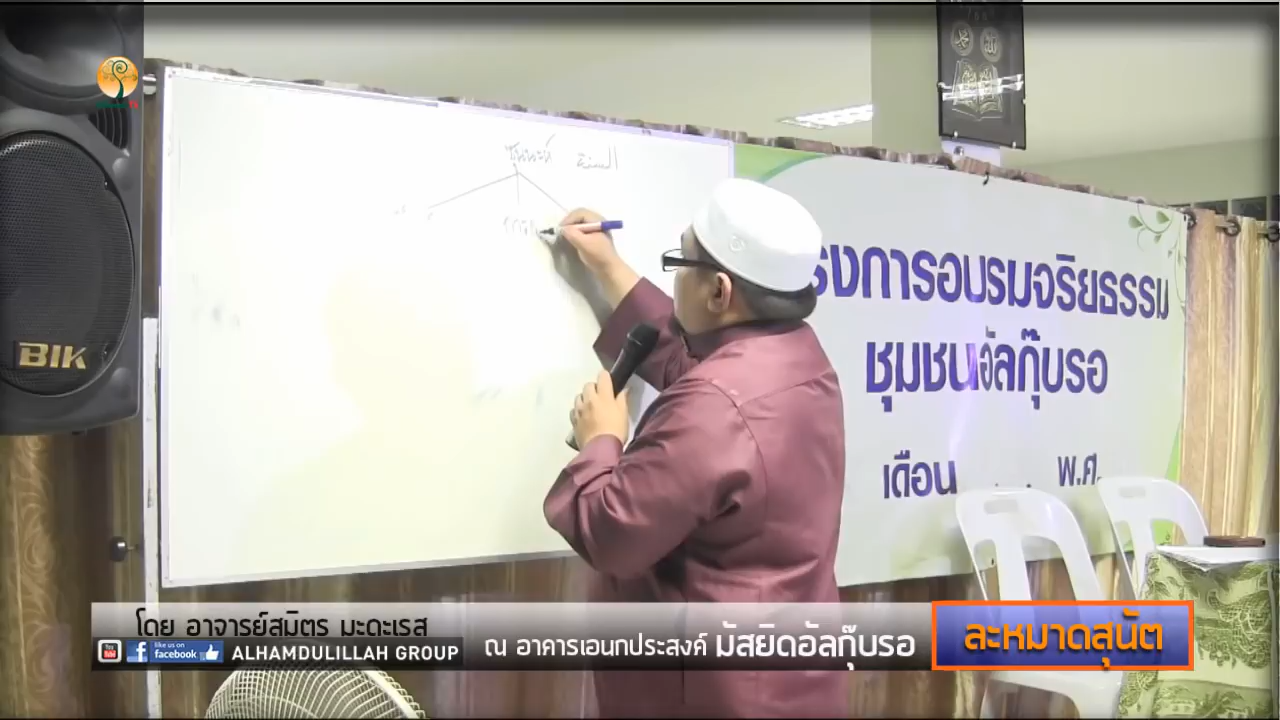 ซุนนะห์ السنة
รงการอบรมจริยธรรม
ชุมชนอัลกุ๊บรอ
เดือน พ.ศ.
BIK
โดย อาจารย์สมิตร มะดะเรส
You Tube
like us on
facebook
ALHAMDULILLAH GROUP
ณ อาคารเอนกประสงค์ มัสยิดอัลกุ๊บรอ
ละหมาดสุนัต